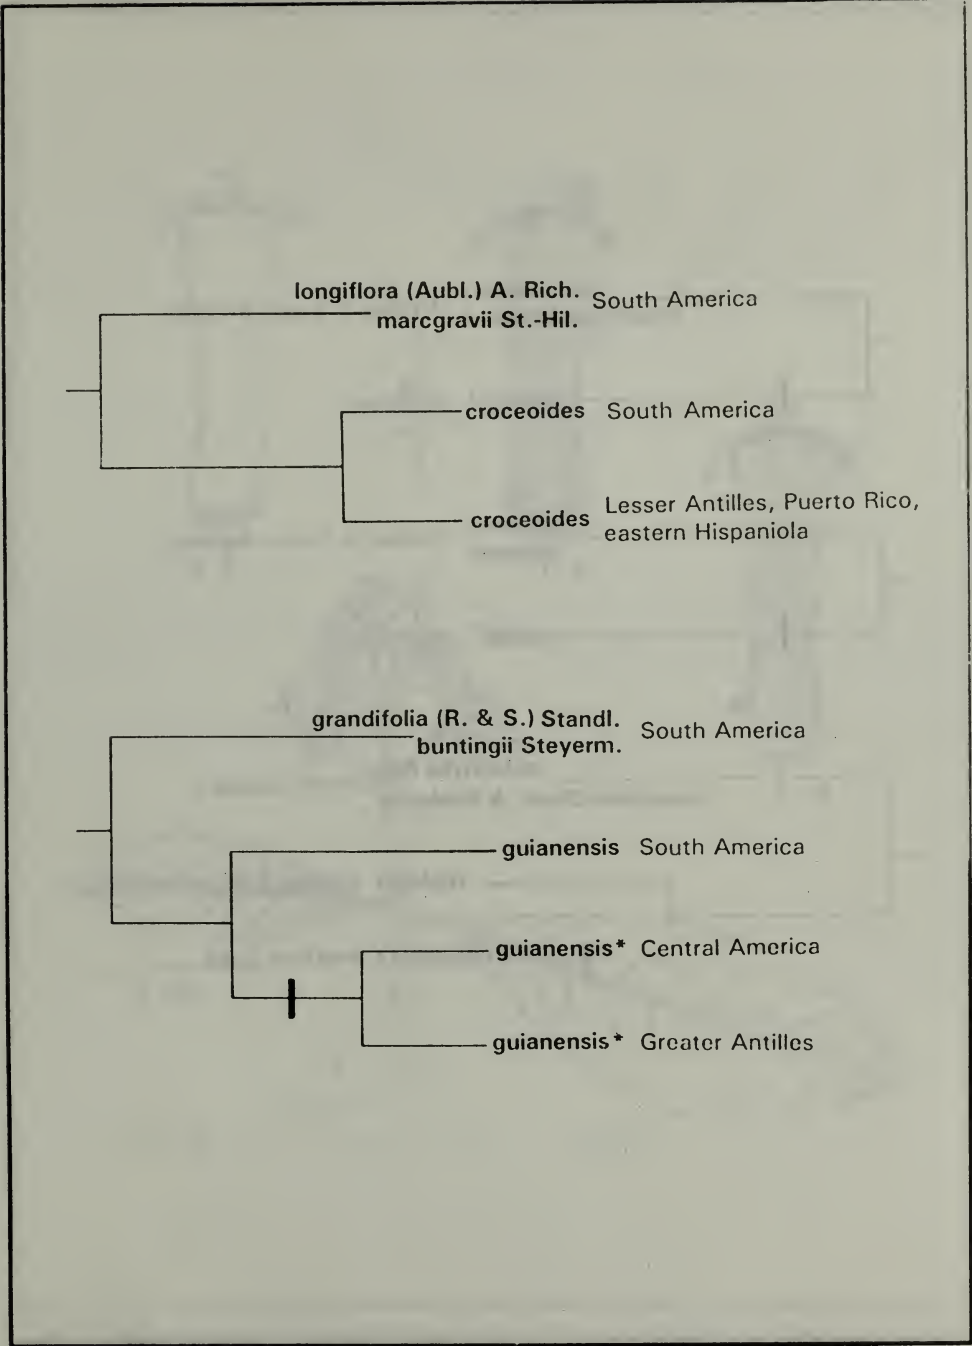 longiflora (Aubl.) A. Rich. South America
marcgravii St.-Hil.
croceoides South America
croceoides Lesser Antilles, Puerto Rico,
eastern Hispaniola
grandifolia (R. & S.) Standl. South America
buntingii Steyerm.
guianensis South America
guianensis* Central America
guianensis* Greater Antilles